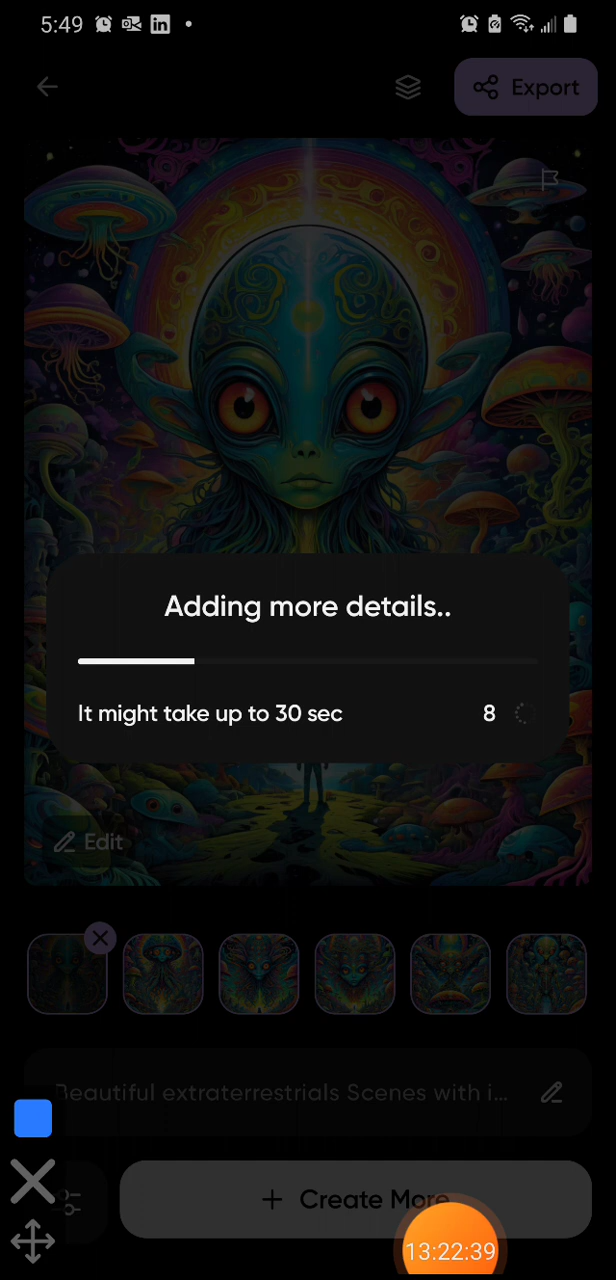 5:49
in
Export
Adding more details..
It might take up to 30 sec
8
Edit
Beautiful extraterrestrials Scenes with i...
+ Create More
13:22:39